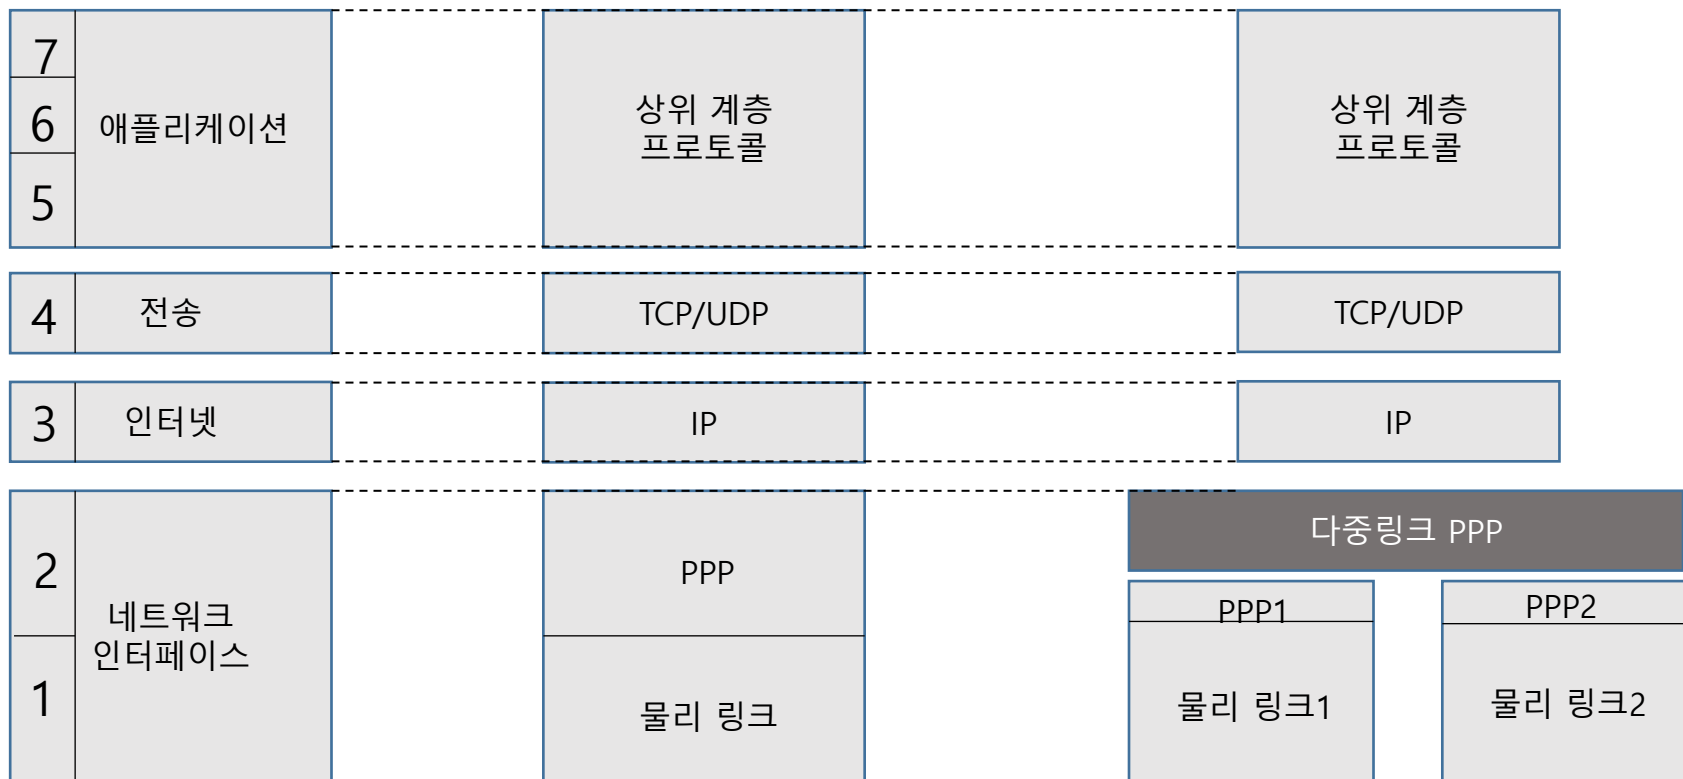 7
6
5
애플리케이션
상위 계층
프로토콜
상위 계층
프로토콜
4
전송
TCP/UDP
TCP/UDP
3
인터넷
IP
IP
2
1
네트워크
인터페이스
PPP
물리 링크
다중링크 PPP
PPP1
물리 링크1
PPP2
물리 링크2